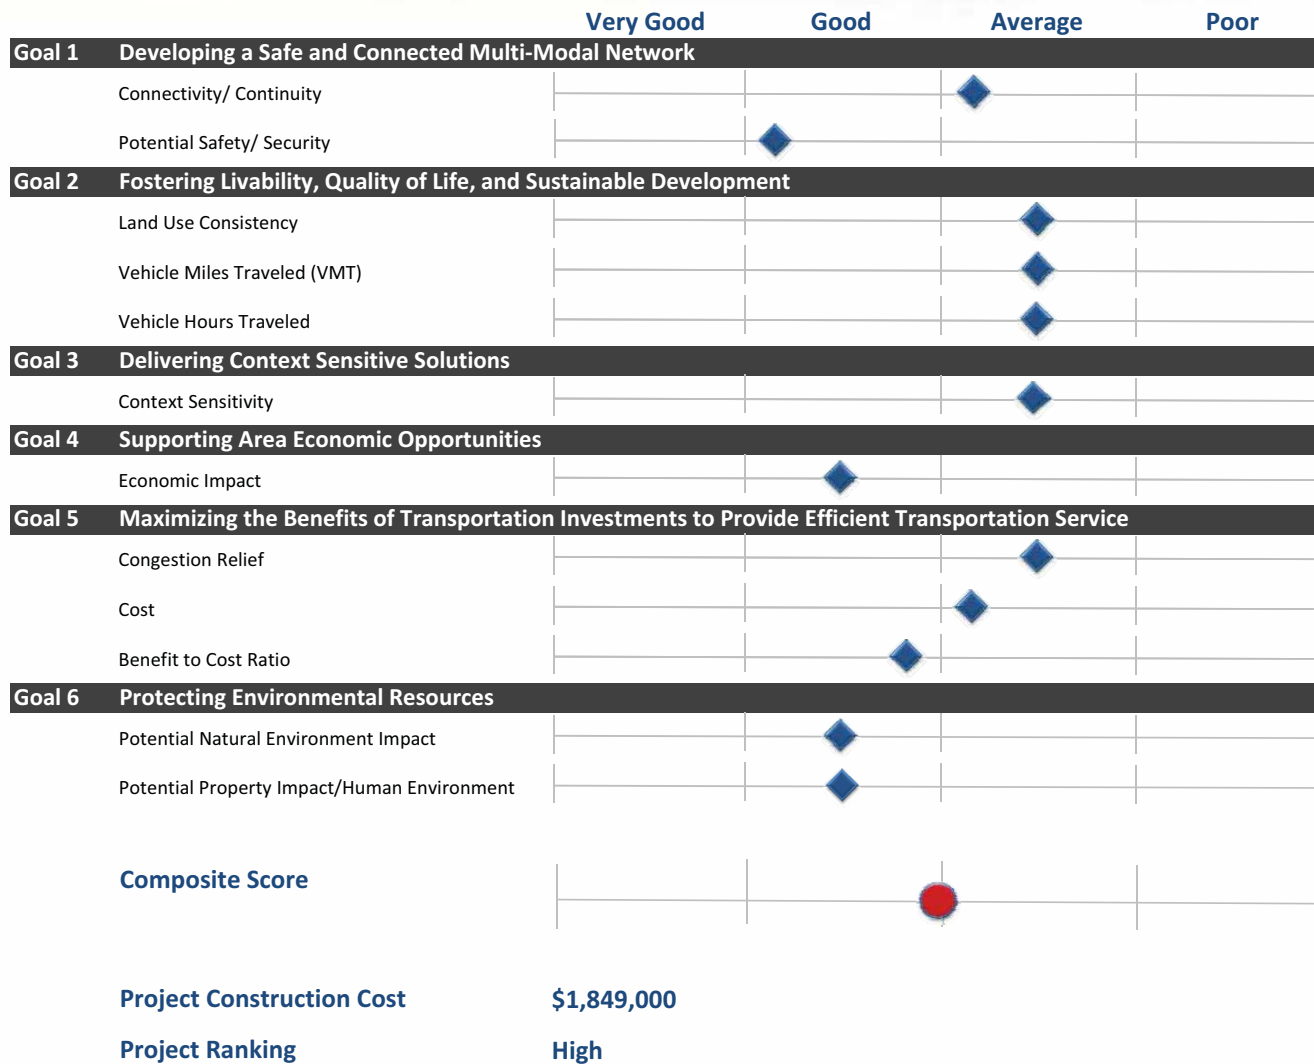 Very Good Good Average Poor
Goal 1 Developing a Safe and Connected Multi-Modal Network
Connectivity/ Continuity
Potential Safety/ Security
Goal 2 Fostering Livability, Quality of Life, and Sustainable Development
Land Use Consistency
Vehicle Miles Traveled (VMT)
Vehicle Hours Traveled
Goal 3 Delivering Context Sensitive Solutions
Context Sensitivity
Goal 4 Supporting Area Economic Opportunities
Economic Impact
Goal 5 Maximizing the Benefits of Transportation Investments to Provide Efficient Transportation Service
Congestion Relief
Cost
Benefit to Cost Ratio
Goal 6 Protecting Environmental Resources
Potential Natural Environment Impact
Potential Property Impact/Human Environment
Composite Score
Project Construction Cost $1,849,000
Project Ranking High